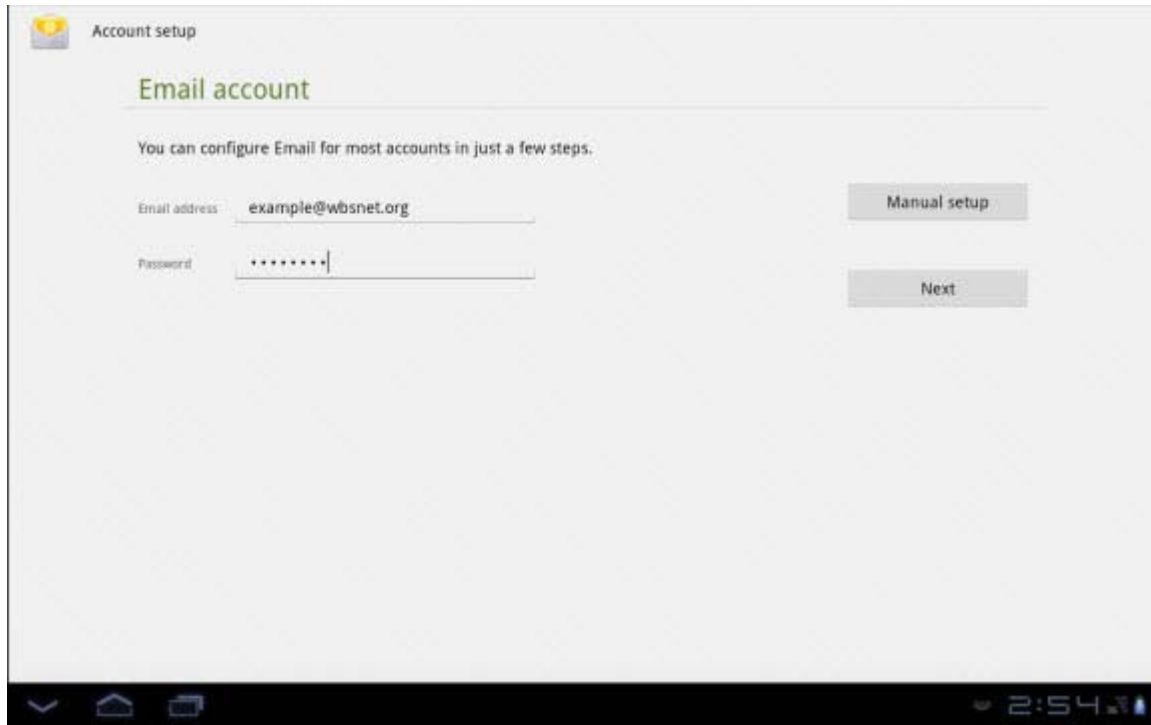 Account setup
Email account
You can configure Email for most accounts in just a few steps.
Email address example@wbsnet.org
Manual setup
Password ••••••••
Next
2:54